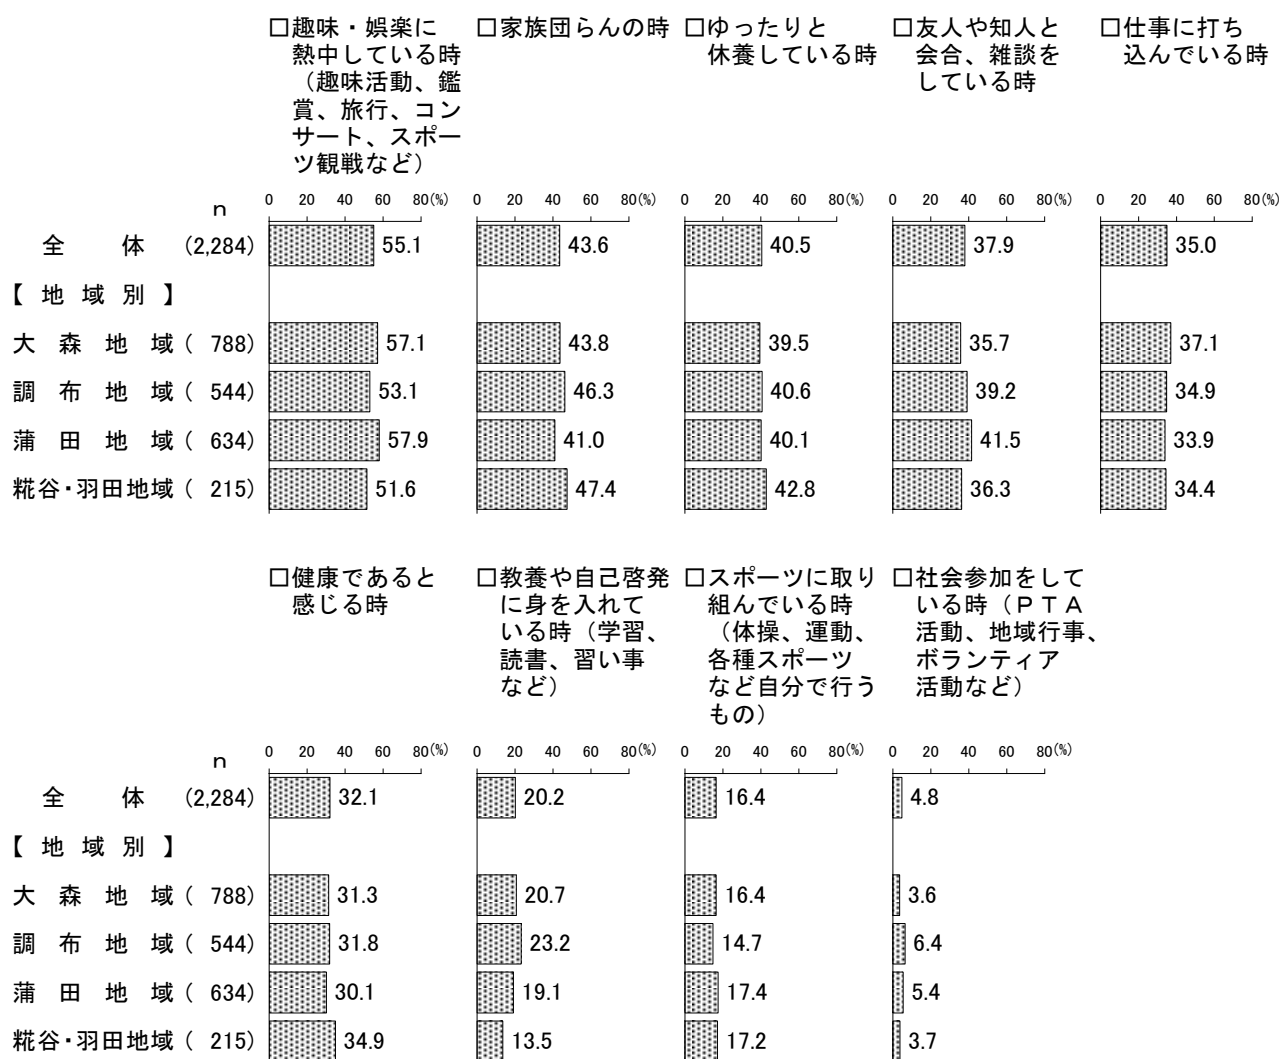 □趣味・娯楽に
熱中している時
（趣味活動、鑑
賞、旅行、コン
サート、スポー
ツ観戦など）
□家族団らんの時
□ゆったりと
休養している時
□友人や知人と
会合、雑談を
している時
□仕事に打ち
込んでいる時
n
0 20 40 60 80(%)
0 20 40 60 80(%)
0 20 40 60 80(%)
0 20 40 60 80(%)
0 20 40 60 80(%)
全 体 (2,284) 55.1 43.6 40.5 37.9 35.0
【 地 域 別 】
大 森 地 域 ( 788) 57.1 43.8 39.5 35.7 37.1
調 布 地 域 ( 544) 53.1 46.3 40.6 39.2 34.9
蒲 田 地 域 ( 634) 57.9 41.0 40.1 41.5 33.9
糀谷・羽田地域 ( 215) 51.6 47.4 42.8 36.3 34.4
□健康であると
感じる時
□教養や自己啓発
に身を入れて
いる時（学習、
読書、習い事
など）
□スポーツに取り
組んでいる時
（体操、運動、
各種スポーツ
など自分で行う
もの）
□社会参加をして
いる時（ＰＴＡ
活動、地域行事、
ボランティア
活動など）
n
0 20 40 60 80(%)
0 20 40 60 80(%)
0 20 40 60 80(%)
0 20 40 60 80(%)
全 体 (2,284) 32.1 20.2 16.4 4.8
【 地 域 別 】
大 森 地 域 ( 788) 31.3 20.7 16.4 3.6
調 布 地 域 ( 544) 31.8 23.2 14.7 6.4
蒲 田 地 域 ( 634) 30.1 19.1 17.4 5.4
糀谷・羽田地域 ( 215) 34.9 13.5 17.2 3.7